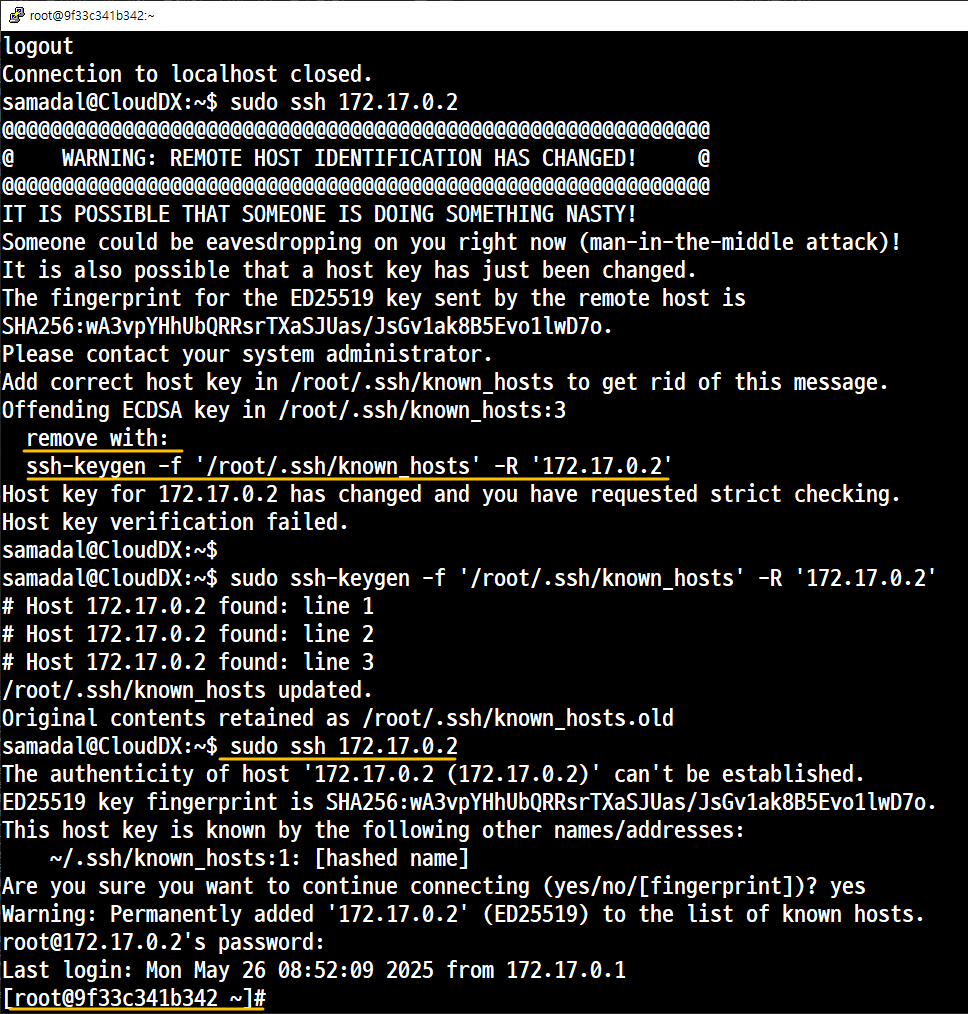 root@9f33c341b342:~
logout
Connection to localhost closed.
samadal@CloudDX:~$ sudo ssh 172.17.0.2
@@@@@@@@@@@@@@@@@@@@@@@@@@@@@@@@@@@@@@@@@@@@@@@@@@@@@@@@@@@
@    WARNING: REMOTE HOST IDENTIFICATION HAS CHANGED!     @
@@@@@@@@@@@@@@@@@@@@@@@@@@@@@@@@@@@@@@@@@@@@@@@@@@@@@@@@@@@
IT IS POSSIBLE THAT SOMEONE IS DOING SOMETHING NASTY!
Someone could be eavesdropping on you right now (man-in-the-middle attack)!
It is also possible that a host key has just been changed.
The fingerprint for the ED25519 key sent by the remote host is
SHA256:wA3vpYHhUbQRRsrTXaSJUas/JsGv1ak8B5Evo1lwD7o.
Please contact your system administrator.
Add correct host key in /root/.ssh/known_hosts to get rid of this message.
Offending ECDSA key in /root/.ssh/known_hosts:3
  remove with:
  ssh-keygen -f '/root/.ssh/known_hosts' -R '172.17.0.2'
Host key for 172.17.0.2 has changed and you have requested strict checking.
Host key verification failed.
samadal@CloudDX:~$
samadal@CloudDX:~$ sudo ssh-keygen -f '/root/.ssh/known_hosts' -R '172.17.0.2'
# Host 172.17.0.2 found: line 1
# Host 172.17.0.2 found: line 2
# Host 172.17.0.2 found: line 3
/root/.ssh/known_hosts updated.
Original contents retained as /root/.ssh/known_hosts.old
samadal@CloudDX:~$ sudo ssh 172.17.0.2
The authenticity of host '172.17.0.2 (172.17.0.2)' can't be established.
ED25519 key fingerprint is SHA256:wA3vpYHhUbQRRsrTXaSJUas/JsGv1ak8B5Evo1lwD7o.
This host key is known by the following other names/addresses:
    ~/.ssh/known_hosts:1: [hashed name]
Are you sure you want to continue connecting (yes/no/[fingerprint])? yes
Warning: Permanently added '172.17.0.2' (ED25519) to the list of known hosts.
root@172.17.0.2's password:
Last login: Mon May 26 08:52:09 2025 from 172.17.0.1
[root@9f33c341b342 ~]#